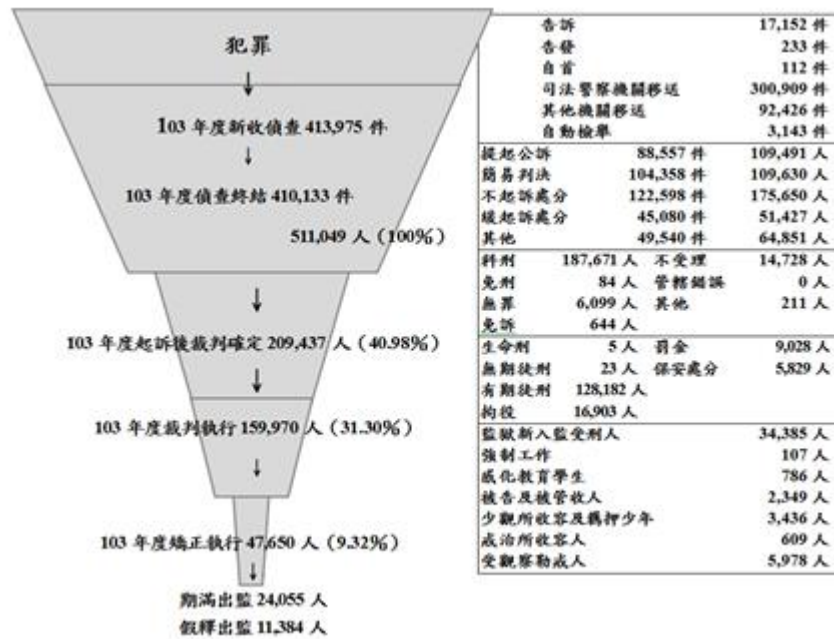 犯罪
103 年度新收偵查 413,975 件
103 年度偵查終結 410,133 件
511,049 人 (100%)
103 年度起訴後裁判確定 209,437 人 (40.98%)
103 年度裁判執行 159,970 人 (31.30%)
103 年度矯正執行 47,650 人 (9.32%)
期滿出監 24,055 人
假釋出監 11,384 人
告訴 17,152 件
告發 233 件
自首 112 件
司法警察機關移送 300,909 件
其他機關移送 92,426 件
自動檢舉 3,143 件
提起公訴 88,557 件 109,491 人
簡易判決 104,358 件 109,630 人
不起訴處分 122,598 件 175,650 人
緩起訴處分 45,080 件 51,427 人
其他 49,540 件 64,851 人
科刑 187,671 人 不受理 14,728 人
免刑 84 人 管轄錯誤 0 人
無罪 6,099 人 其他 211 人
免訴 644 人
生命刑 5 人 罰金 9,028 人
無期徒刑 23 人 保安處分 5,829 人
有期徒刑 128,182 人
拘役 16,903 人
監獄新入監受刑人 34,385 人
強制工作 107 人
感化教育學生 786 人
被告及被管收人 2,349 人
少觀所收容及羈押少年 3,436 人
戒治所收容人 609 人
受觀察勒戒人 5,978 人